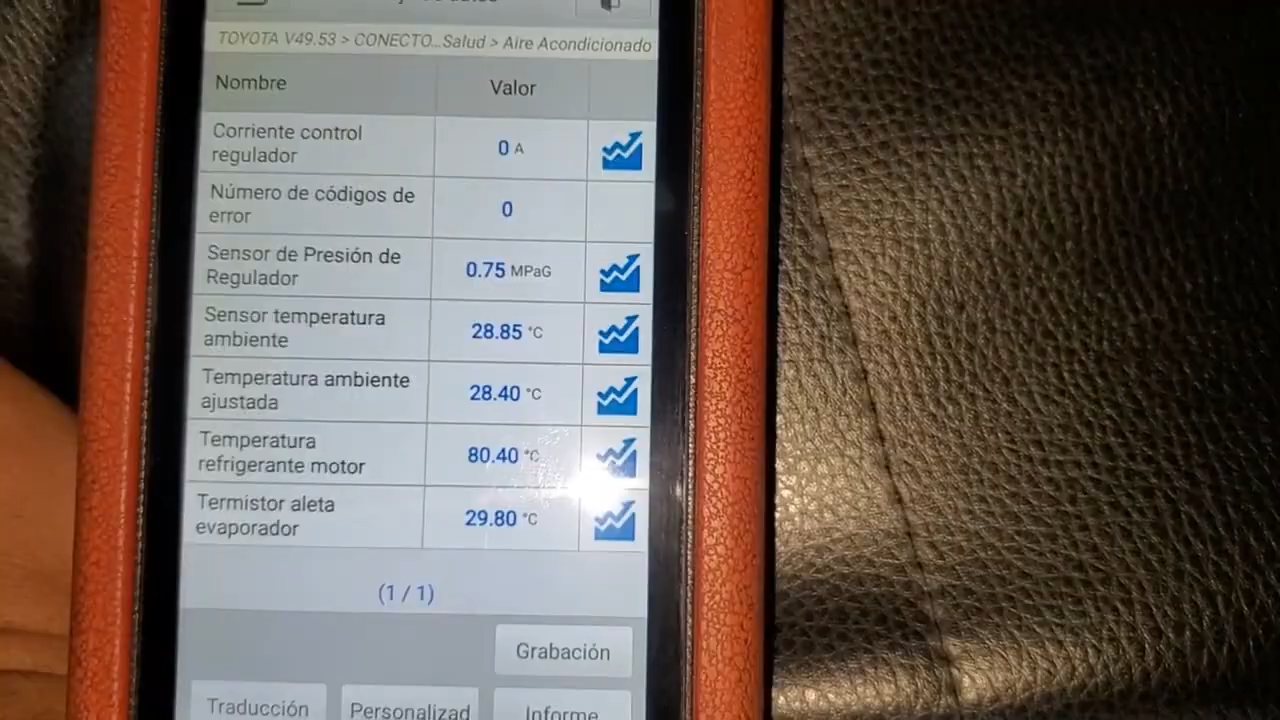 TOYOTA V49.53 > CONECTO...Salud > Aire Acondicionado
Nombre Valor
Corriente control
regulador
0 A
Número de códigos de
error
0
Sensor de Presión de
Regulador
0.75 MPaG
Sensor temperatura
ambiente
28.85 °C
Temperatura ambiente
ajustada
28.40 °C
Temperatura
refrigerante motor
80.40 °C
Termistor aleta
evaporador
29.80 °C
(1 / 1)
Grabación
Traducción Personalizad Informe